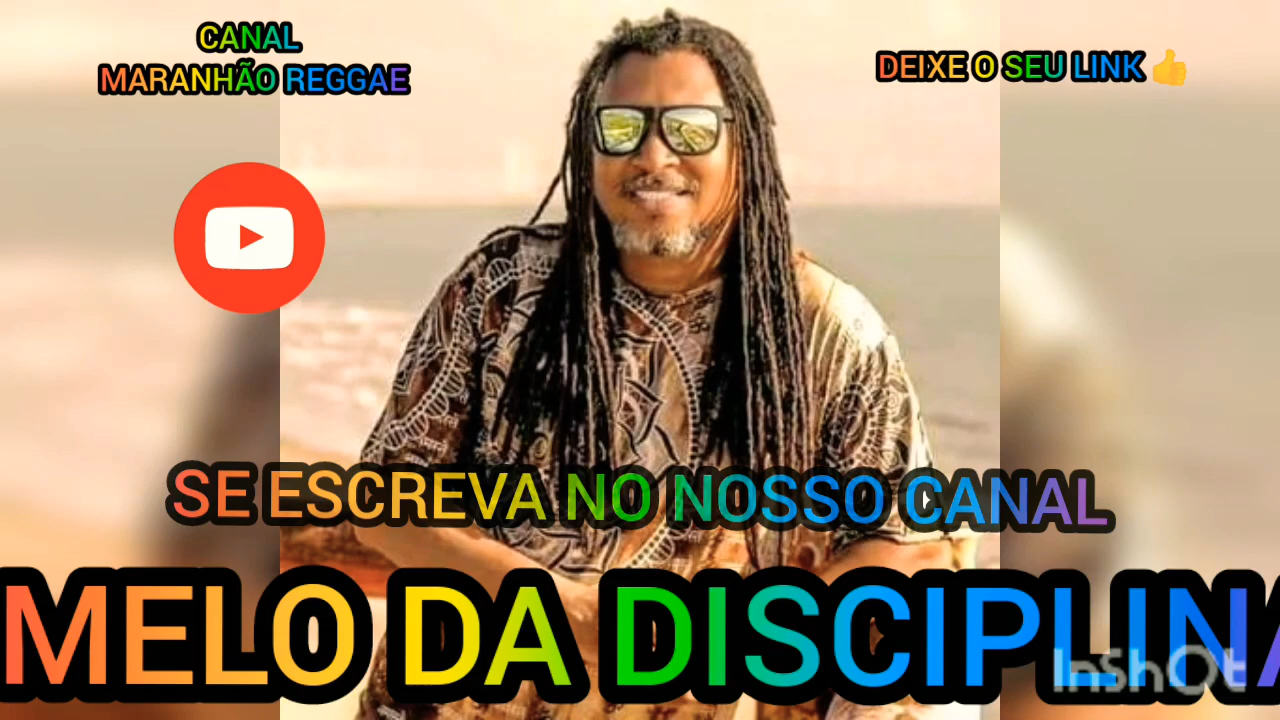 CANAL
MARANHÃO REGGAE
DEIXE O SEU LINK 👍
SE ESCREVA NO NOSSO CANAL
MELO DA DISCIPLINA
InShOt